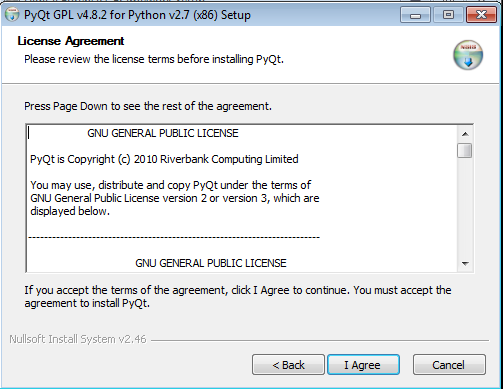 PyQt GPL v4.8.2 for Python v2.7 (x86) Setup
License Agreement
Please review the license terms before installing PyQt.
Press Page Down to see the rest of the agreement.
GNU GENERAL PUBLIC LICENSE
PyQt is Copyright (c) 2010 Riverbank Computing Limited
You may use, distribute and copy PyQt under the terms of
GNU General Public License version 2 or version 3, which are
displayed below.
-------------------------------------------------------------------------
GNU GENERAL PUBLIC LICENSE
If you accept the terms of the agreement, click I Agree to continue. You must accept the
agreement to install PyQt.
Nullsoft Install System v2.46
< Back I Agree Cancel